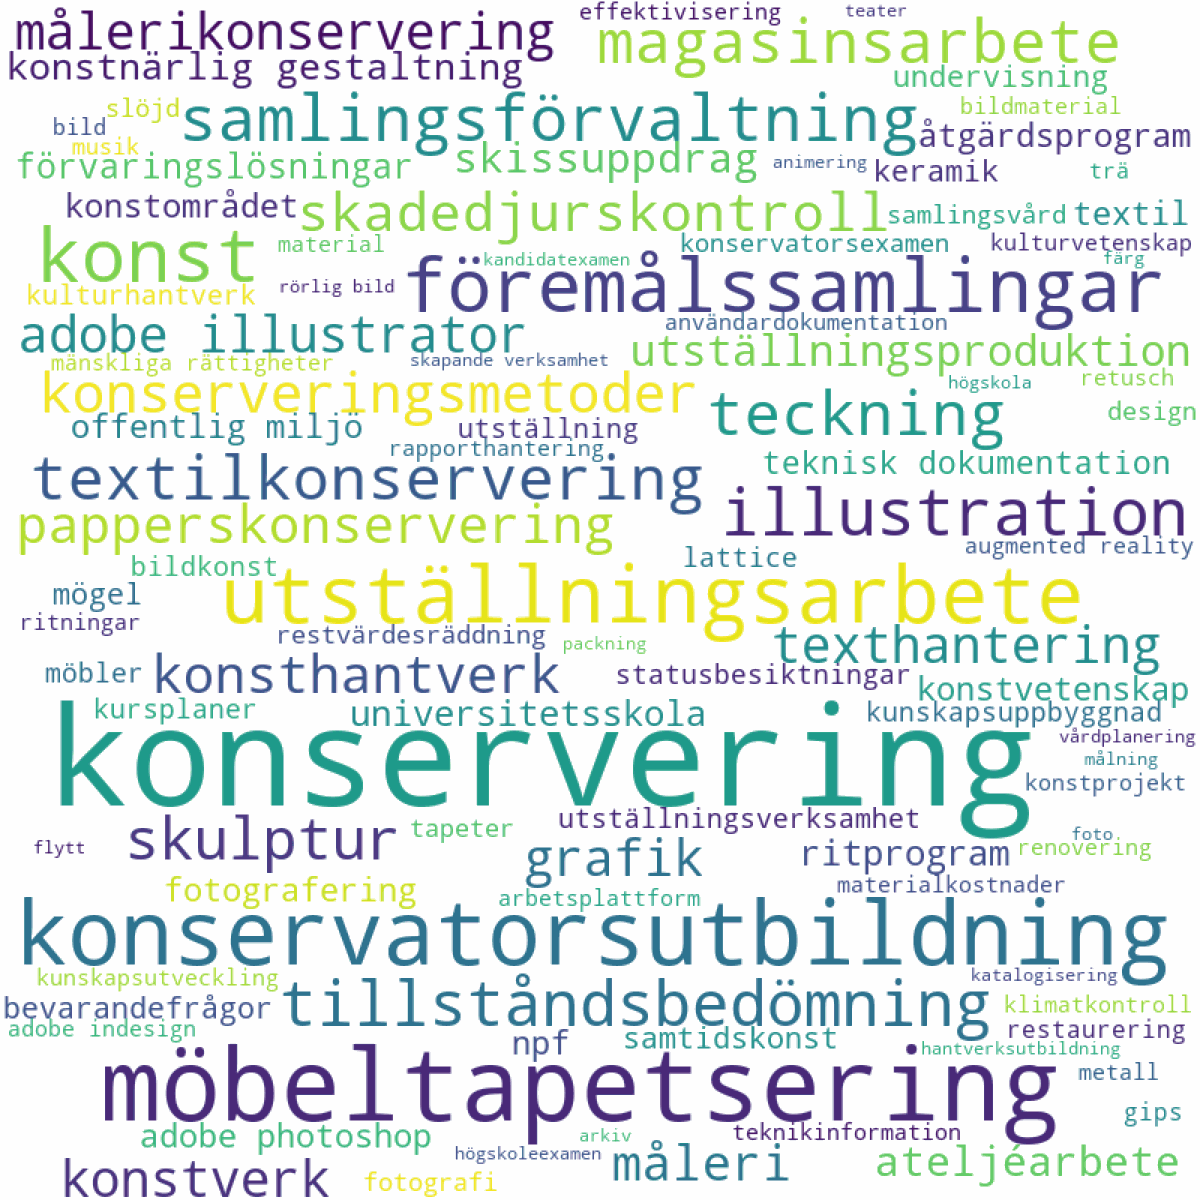 effektivisering
teater
målerikonservering
magasinsarbete
konstnärlig gestaltning
undervisning
slöjd
samlingsförvaltning
bildmaterial
bild
åtgärdsprogram
musik
förvaringslösningar
skissuppdrag
animering
keramik
trä
konstområdet
skadedjurskontroll
samlingsvård
textil
konst
material
konservatorsexamen
kulturvetenskap
kandidatexamen
färg
kulturhantverk
rörlig bild
föremålssamlingar
adobe illustrator
användardokumentation
mänskliga rättigheter
skapande verksamhet
utställningsproduktion
konserveringsmetoder
högskola
retusch
teckning
design
offentlig miljö
utställning
rapporthantering
textilkonservering
teknisk dokumentation
illustration
papperskonservering
augmented reality
bildkonst
lattice
mögel
utställningsarbete
ritningar
restvärdesräddning
packning
texthantering
möbler
konsthantverk
statusbesiktningar
konstvetenskap
kursplaner
universitetsskola
kunskapsuppbyggnad
vårdplanering
konservering
målning
konstprojekt
skulptur
tapeter
utställningsverksamhet
foto
flytt
grafik
ritprogram
renovering
fotografering
arbetsplattform
materialkostnader
konservatorsutbildning
kunskapsutveckling
katalogisering
bevarandefrågor
tillståndsbedömning
klimatkontroll
adobe indesign
npf
samtidskonst
restaurering
hantverksutbildning
möbeltapetsering
metall
gips
adobe photoshop
arkiv
teknikinformation
högskoleexamen
måleri
ateljéarbete
konstverk
fotografi